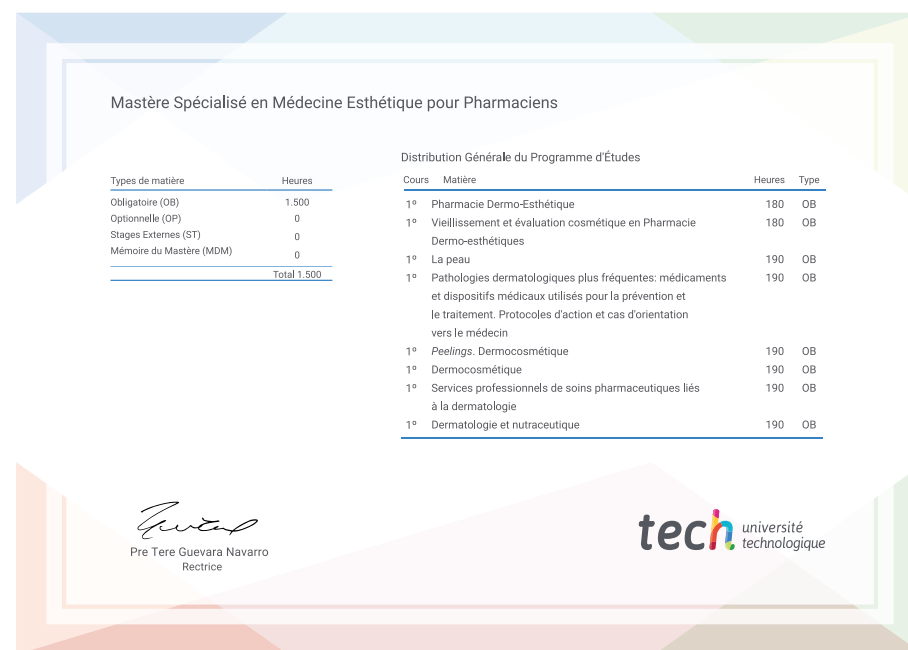 Mastère Spécialisé en Médecine Esthétique pour Pharmaciens
Types de matière Heures
Obligatoire (OB) 1.500
Optionnelle (OP) 0
Stages Externes (ST) 0
Mémoire du Mastère (MDM) 0
Total 1.500
Distribution Générale du Programme d'Études
Cours Matière Heures Type
1º Pharmacie Dermo-Esthétique 180 OB
1º Vieillissement et évaluation cosmétique en Pharmacie 180 OB
Dermo-esthétiques
1º La peau 190 OB
1º Pathologies dermatologiques plus fréquentes: médicaments 190 OB
et dispositifs médicaux utilisés pour la prévention et
le traitement. Protocoles d'action et cas d'orientation
vers le médecin
1º Peelings. Dermocosmétique 190 OB
1º Dermocosmétique 190 OB
1º Services professionnels de soins pharmaceutiques liés 190 OB
à la dermatologie
1º Dermatologie et nutraceutique 190 OB
Pre Tere Guevara Navarro
Rectrice
tech université
technologique